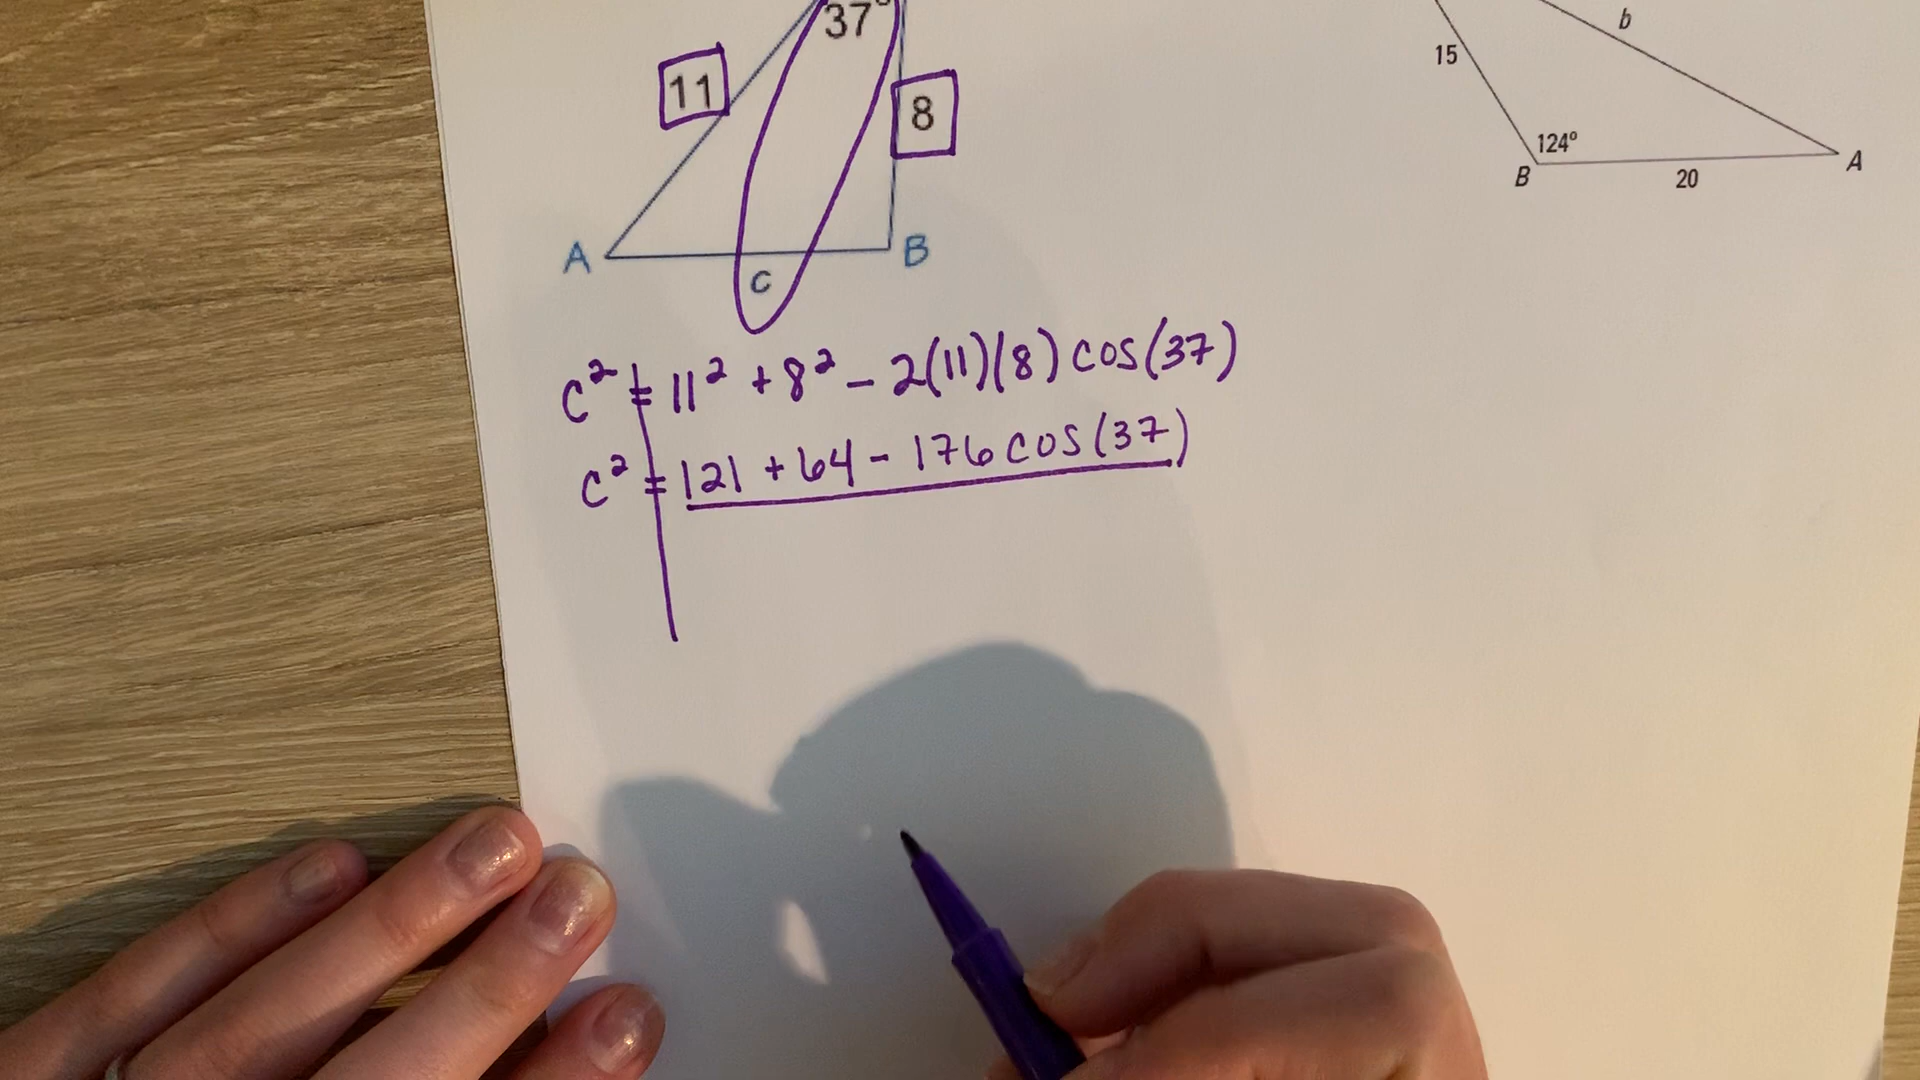 37°
11
8
A
B
c
c² = 11² + 8² - 2(11)(8) cos(37)
c² = 121 + 64 - 176 cos(37)
b
15
124°
B
20
A